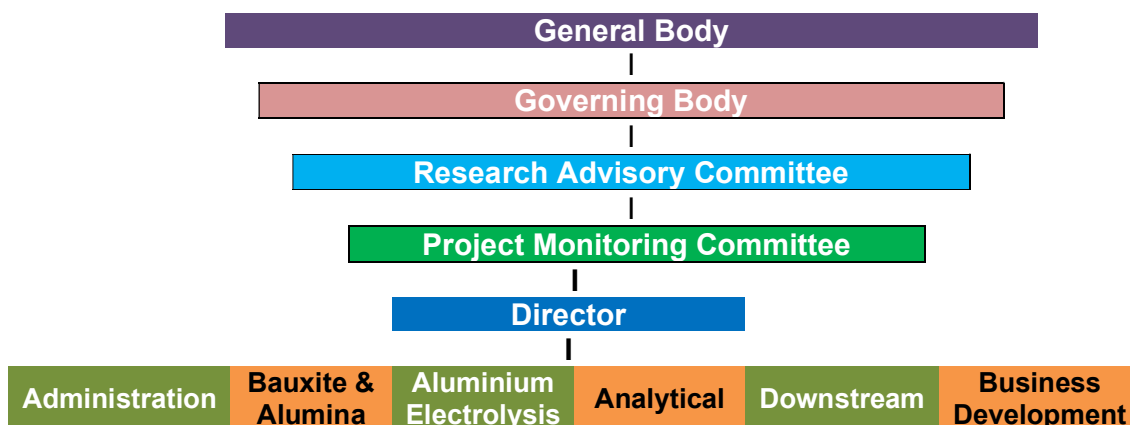 General Body
Governing Body
Research Advisory Committee
Project Monitoring Committee
Director
Administration
Bauxite &
Alumina
Aluminium
Electrolysis
Analytical
Downstream
Business
Development